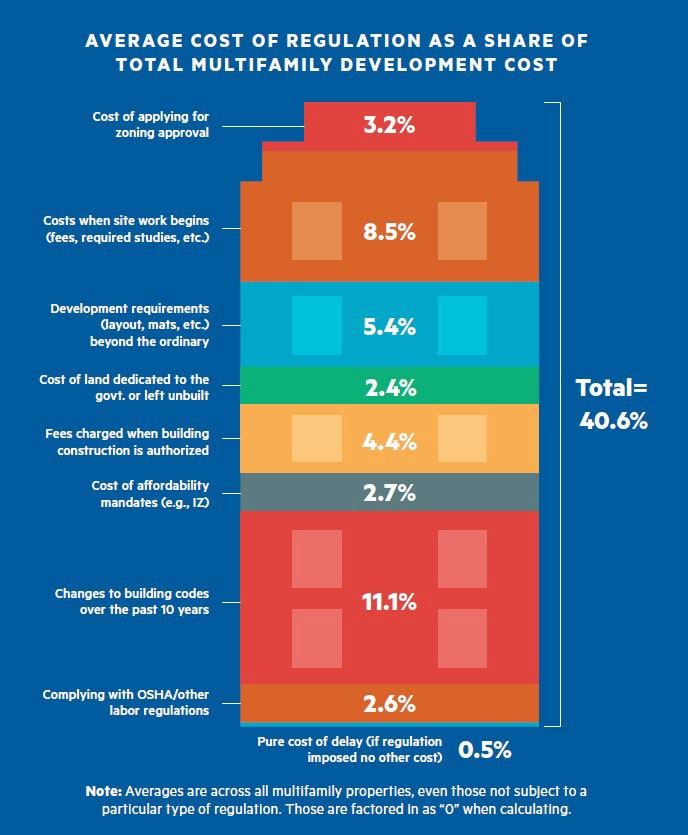 AVERAGE COST OF REGULATION AS A SHARE OF
TOTAL MULTIFAMILY DEVELOPMENT COST
Cost of applying for
zoning approval
3.2%
Costs when site work begins
(fees, required studies, etc.)
8.5%
Development requirements
(layout, mats, etc.)
beyond the ordinary
5.4%
Cost of land dedicated to the
govt. or left unbuilt
2.4%
Fees charged when building
construction is authorized
4.4%
Cost of affordability
mandates (e.g., IZ)
2.7%
Changes to building codes
over the past 10 years
11.1%
Complying with OSHA/other
labor regulations
2.6%
Pure cost of delay (if regulation
imposed no other cost)
0.5%
Total=
40.6%
Note: Averages are across all multifamily properties, even those not subject to a
particular type of regulation. Those are factored in as “0” when calculating.